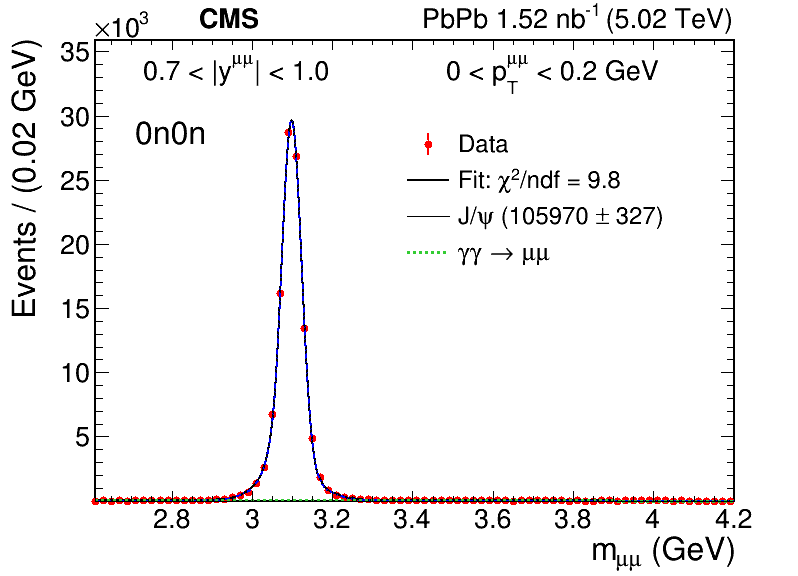 ×10³
CMS
PbPb 1.52 nb⁻¹ (5.02 TeV)
0.7 < |y^μμ| < 1.0
0 < p_T^μμ < 0.2 GeV
0n0n
Data
Fit: χ²/ndf = 9.8
J/ψ (105970 ± 327)
γγ → μμ
Events / (0.02 GeV)
35
30
25
20
15
10
5
2.8 3 3.2 3.4 3.6 3.8 4 4.2
m_μμ (GeV)